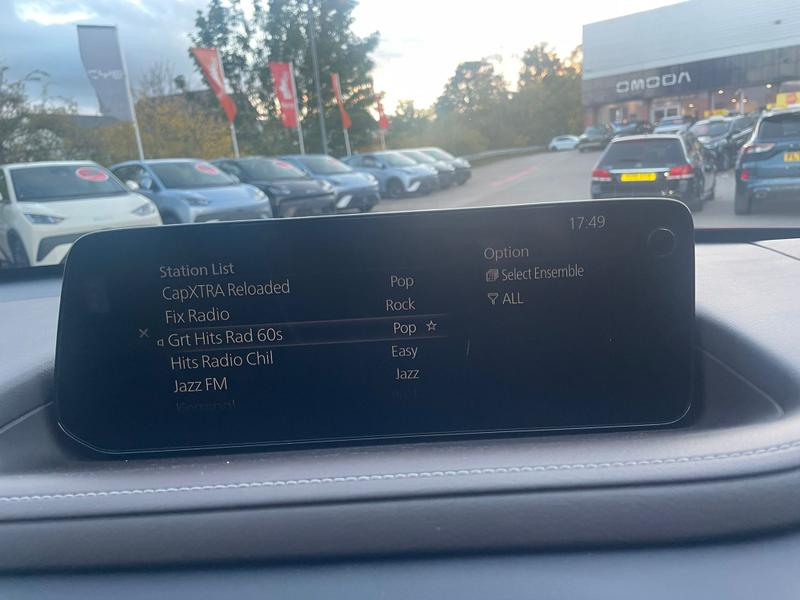 OMODA
17:49
Station List
Option
CapXTRA Reloaded Pop
Select Ensemble
Fix Radio Rock
ALL
Grt Hits Rad 60s Pop
Hits Radio Chil Easy
Jazz FM Jazz